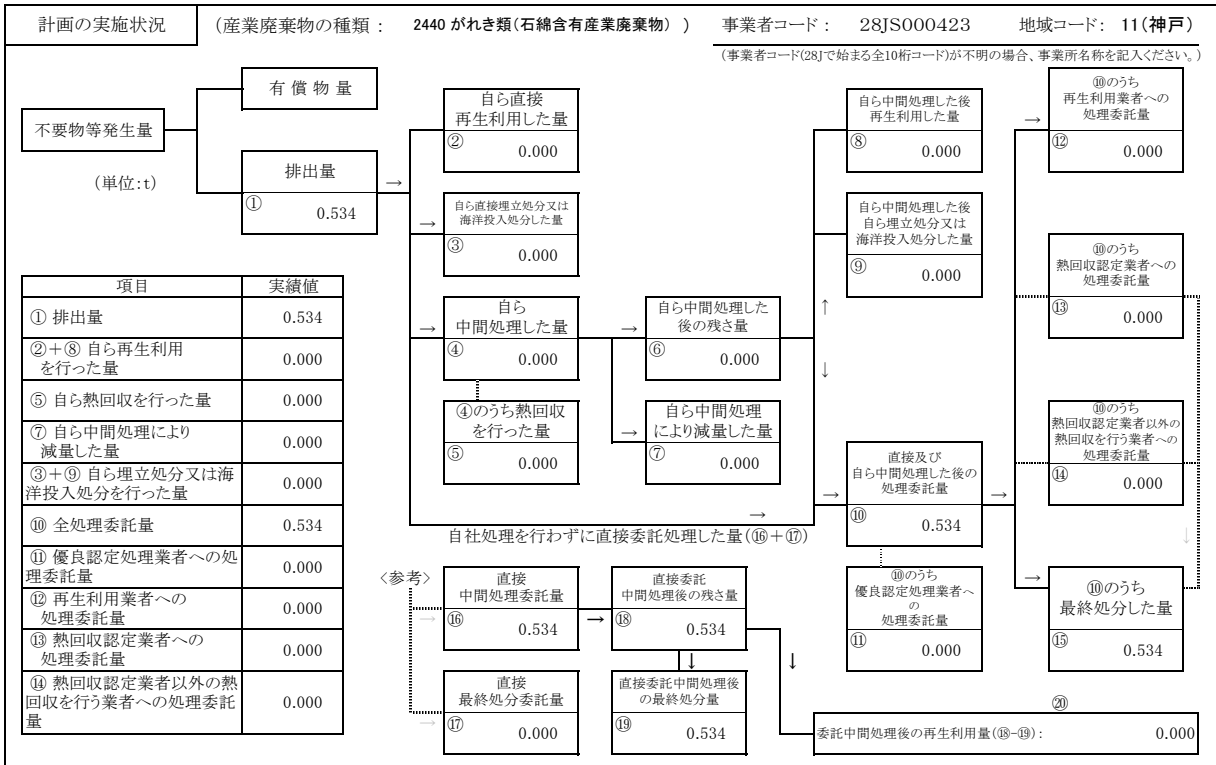 計画の実施状況
(産業廃棄物の種類： 2440 がれき類(石綿含有産業廃棄物) )
事業者コード： 28JS000423
地域コード： 11(神戸)
(事業者コード(28Jで始まる全10桁コード)が不明の場合、事業所名称を記入ください。)
不要物等発生量
(単位:t)
有償物量
排出量
→
① 0.534
自ら直接
再生利用した量
② 0.000
→
自ら直接埋立処分又は
海洋投入処分した量
③ 0.000
→
自ら
中間処理した量
④ 0.000
④のうち熱回収
を行った量
⑤ 0.000
→
自ら中間処理した
後の残さ量
⑥ 0.000
→
自ら中間処理
により減量した量
⑦ 0.000
自ら中間処理した後
再生利用した量
⑧ 0.000
自ら中間処理した後
自ら埋立処分又は
海洋投入処分した量
⑨ 0.000
↑
↓
→
直接及び
自ら中間処理した後の
処理委託量
⑩ 0.534
→
⑩のうち
優良認定処理業者へ
の
処理委託量
⑪ 0.000
→
⑩のうち
再生利用業者への
処理委託量
⑫ 0.000
⑩のうち
熱回収認定業者への
処理委託量
⑬ 0.000
⑩のうち
熱回収認定業者以外の
熱回収を行う業者への
処理委託量
⑭ 0.000
↓
→
⑩のうち
最終処分した量
⑮ 0.534
→
自社処理を行わずに直接委託処理した量(⑯+⑰)
<参考>
→
直接
中間処理委託量
⑯ 0.534
→
直接委託
中間処理後の残さ量
⑱ 0.534
↓
↓
→
直接
最終処分委託量
⑰ 0.000
直接委託中間処理後
の最終処分量
⑲ 0.534
⑳
委託中間処理後の再生利用量(⑱-⑲)： 0.000
項目 実績値
① 排出量 0.534
②+⑧ 自ら再生利用
を行った量 0.000
⑤ 自ら熱回収を行った量 0.000
⑦ 自ら中間処理により
減量した量 0.000
③+⑨ 自ら埋立処分又は海
洋投入処分を行った量 0.000
⑩ 全処理委託量 0.534
⑪ 優良認定処理業者への処
理委託量 0.000
⑫ 再生利用業者への
処理委託量 0.000
⑬ 熱回収認定業者への
処理委託量 0.000
⑭ 熱回収認定業者以外の熱
回収を行う業者への処理委託
量 0.000